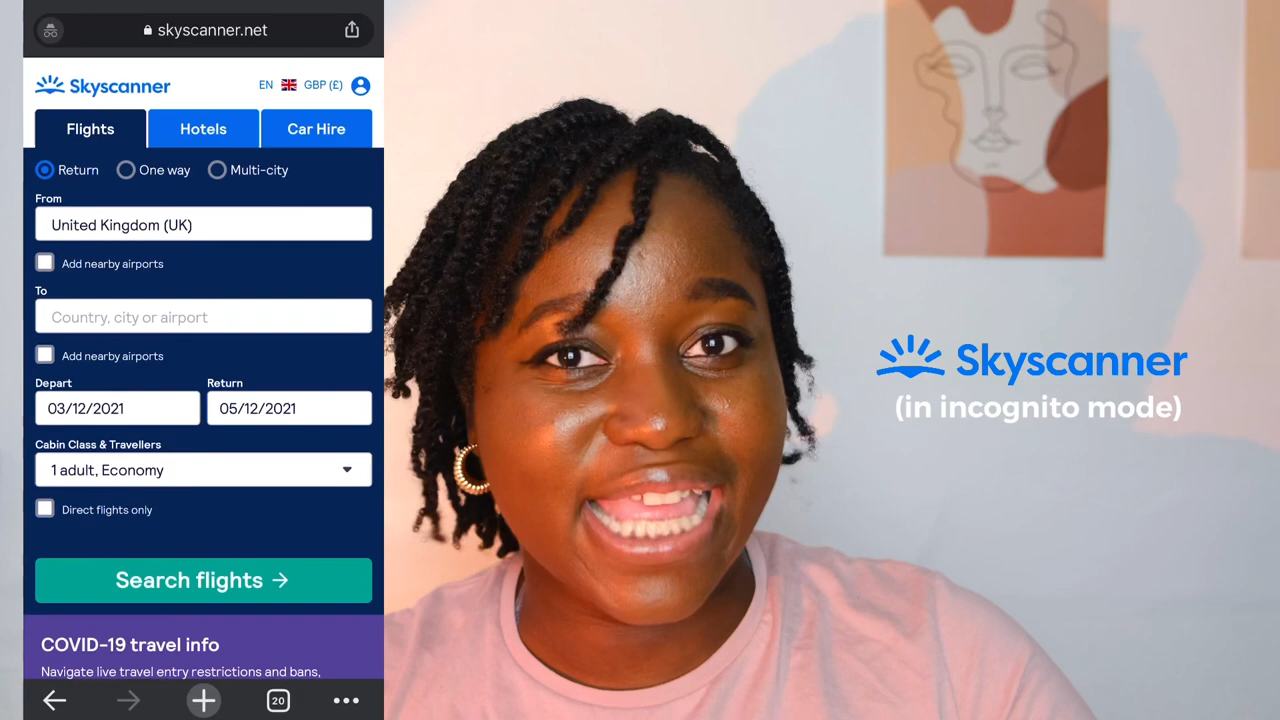 skyscanner.net
Skyscanner
EN GBP (£)
Flights Hotels Car Hire
Return One way Multi-city
From
United Kingdom (UK)
Add nearby airports
To
Country, city or airport
Add nearby airports
Depart Return
03/12/2021 05/12/2021
Cabin Class & Travellers
1 adult, Economy
Direct flights only
Search flights →
COVID-19 travel info
Navigate live travel entry restrictions and bans,
20
Skyscanner
(in incognito mode)